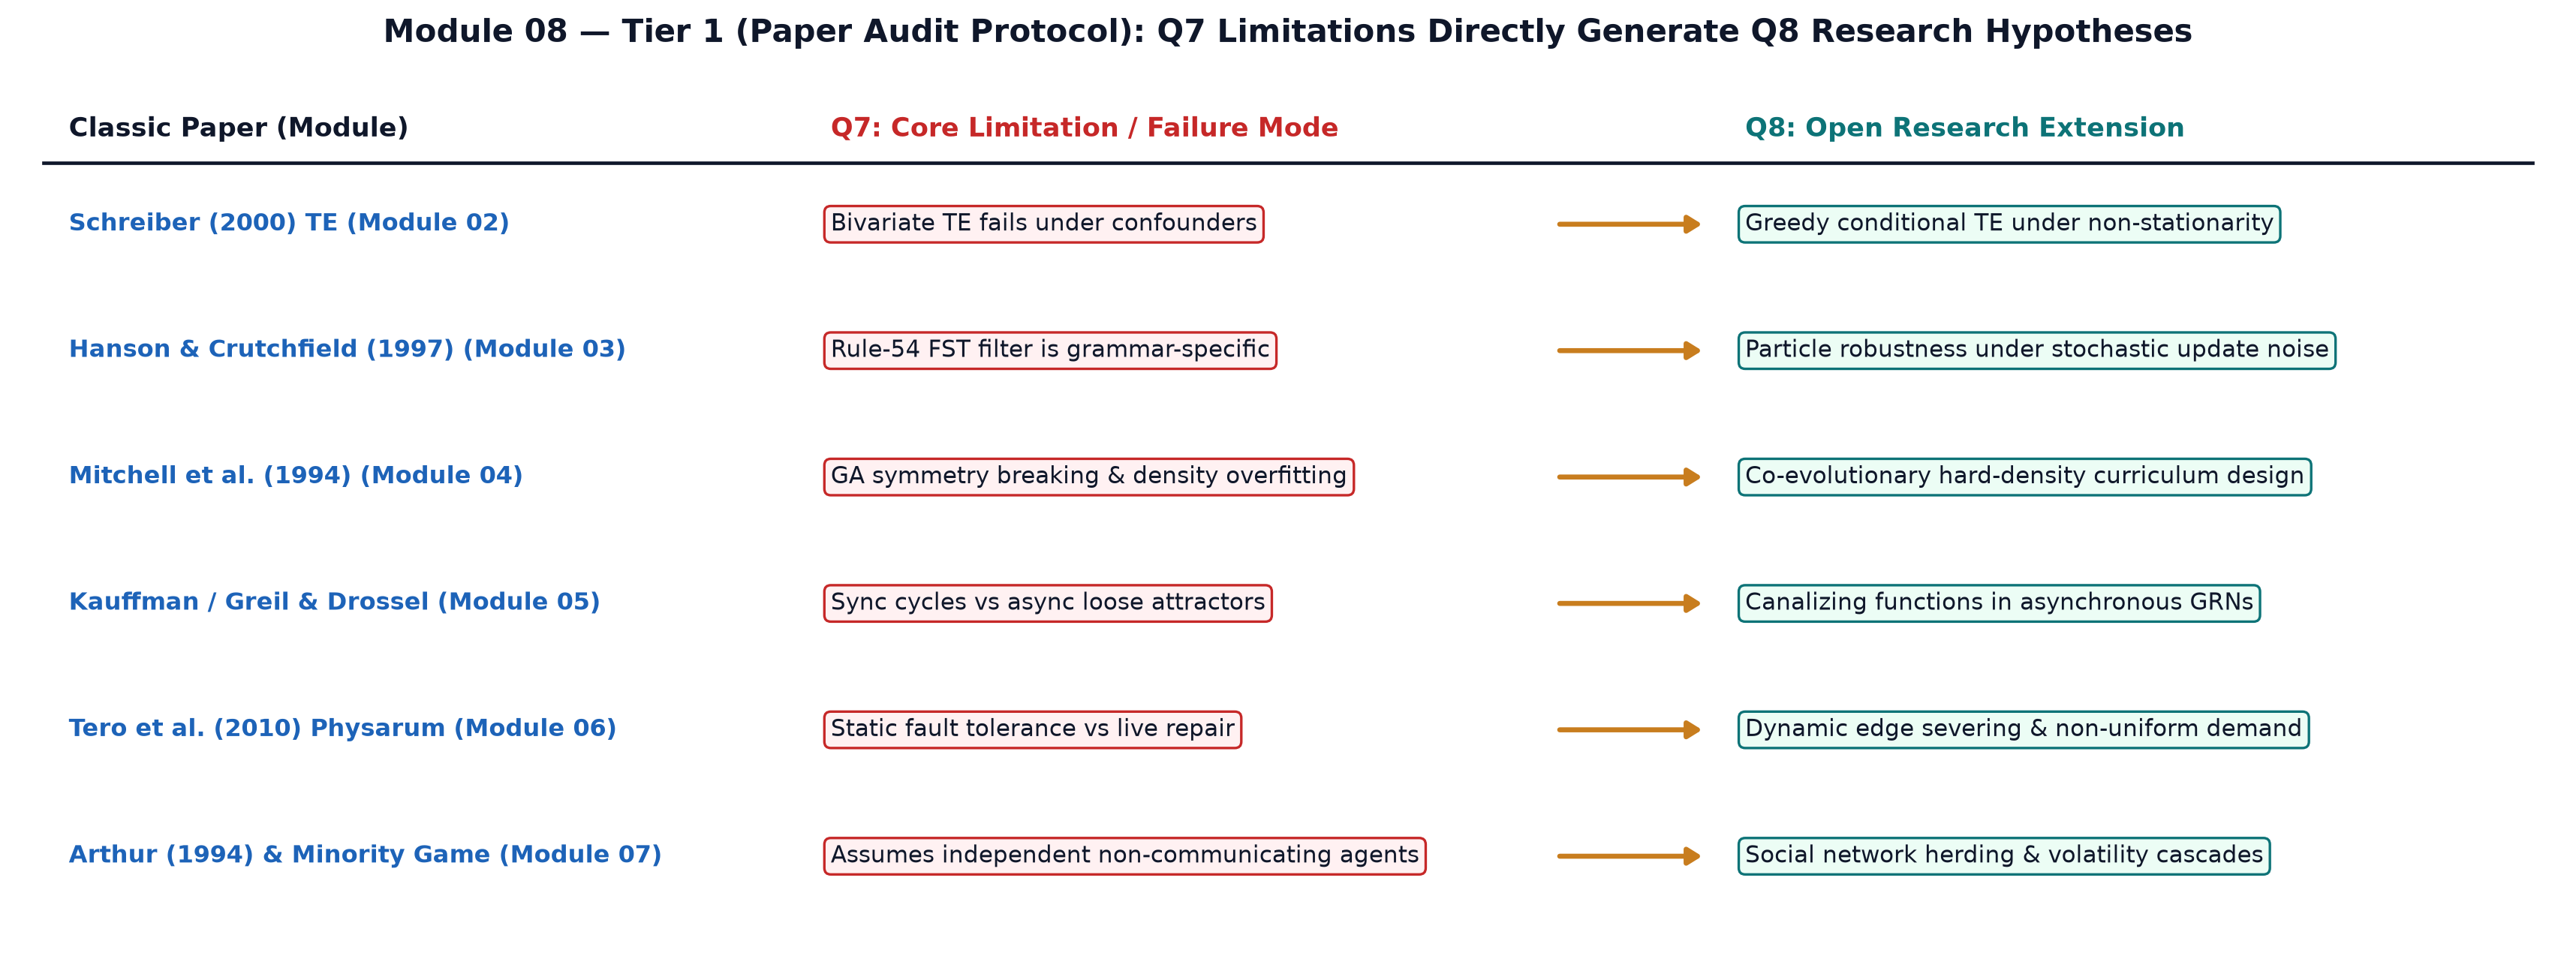 Module 08 — Tier 1 (Paper Audit Protocol): Q7 Limitations Directly Generate Q8 Research Hypotheses
Classic Paper (Module) Q7: Core Limitation / Failure Mode Q8: Open Research Extension
Schreiber (2000) TE (Module 02) Bivariate TE fails under confounders Greedy conditional TE under non-stationarity
Hanson & Crutchfield (1997) (Module 03) Rule-54 FST filter is grammar-specific Particle robustness under stochastic update noise
Mitchell et al. (1994) (Module 04) GA symmetry breaking & density overfitting Co-evolutionary hard-density curriculum design
Kauffman / Greil & Drossel (Module 05) Sync cycles vs async loose attractors Canalizing functions in asynchronous GRNs
Tero et al. (2010) Physarum (Module 06) Static fault tolerance vs live repair Dynamic edge severing & non-uniform demand
Arthur (1994) & Minority Game (Module 07) Assumes independent non-communicating agents Social network herding & volatility cascades